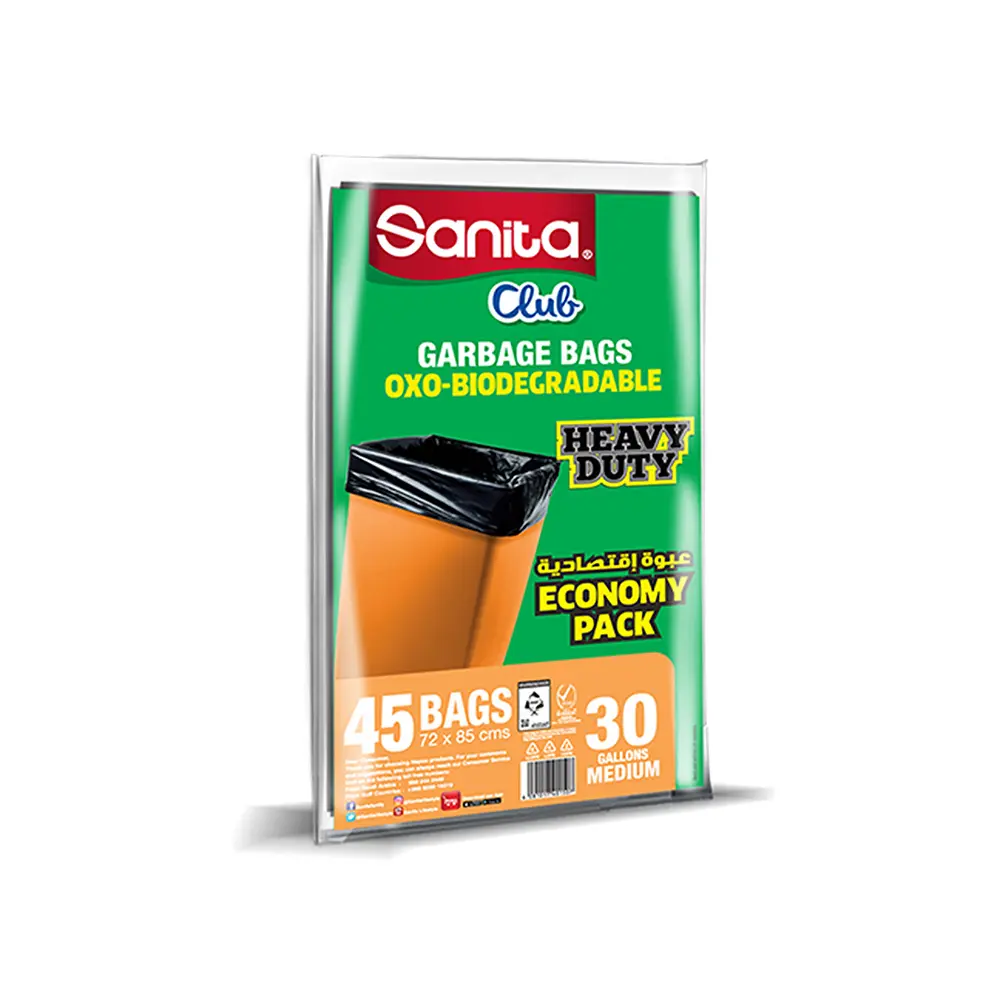 Sanita®
Club
GARBAGE BAGS
OXO-BIODEGRADABLE
HEAVY
DUTY
عبوة إقتصادية
ECONOMY
PACK
45 BAGS
72 x 85 cms
30
GALLONS
MEDIUM